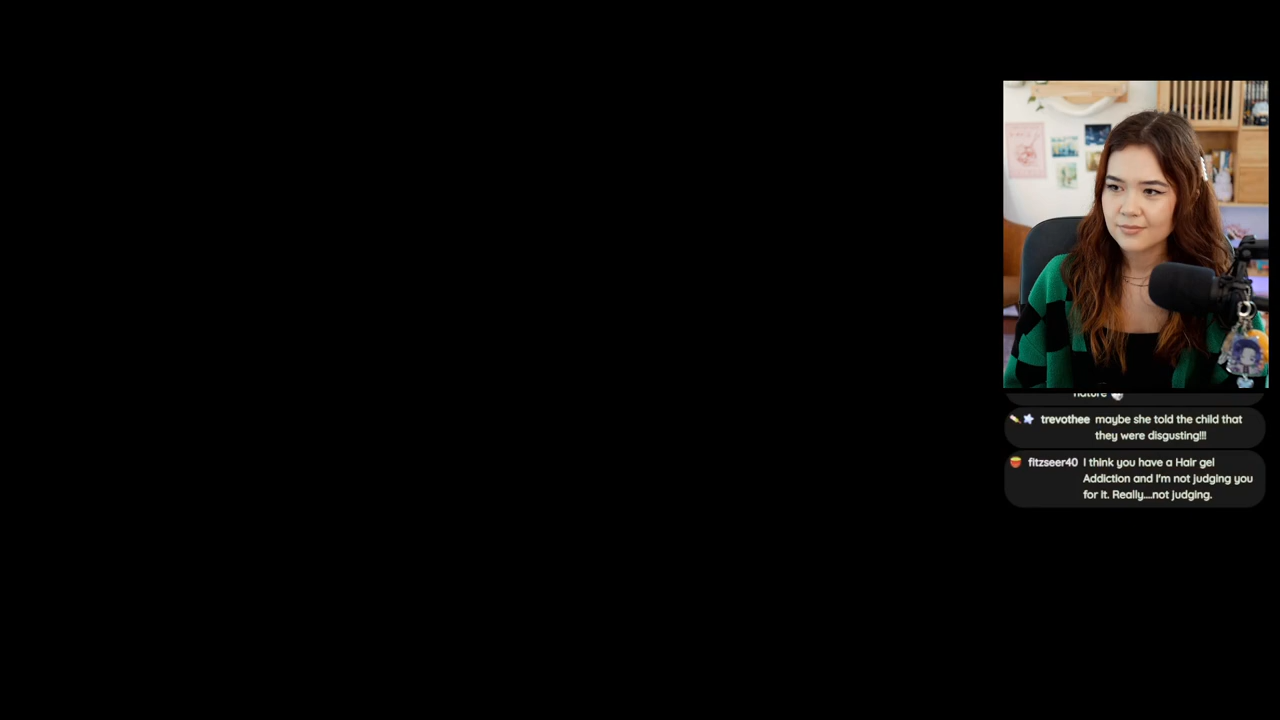 nature
trevothee maybe she told the child that
they were disgusting!!!
fitzseer40 I think you have a Hair gel
Addiction and I'm not judging you
for it. Really....not judging.